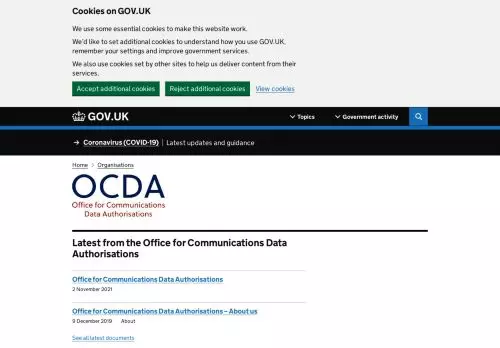 Cookies on GOV.UK
We use some essential cookies to make this website work.
We'd like to set additional cookies to understand how you use GOV.UK,
remember your settings and improve government services.
We also use cookies set by other sites to help us deliver content from their
services.
Accept additional cookies Reject additional cookies View cookies
GOV.UK Topics Government activity
→ Coronavirus (COVID-19) | Latest updates and guidance
Home > Organisations
OCDA
Office for Communications
Data Authorisations
Latest from the Office for Communications Data
Authorisations
Office for Communications Data Authorisations
2 November 2021
Office for Communications Data Authorisations – About us
9 December 2019 About
See all latest documents